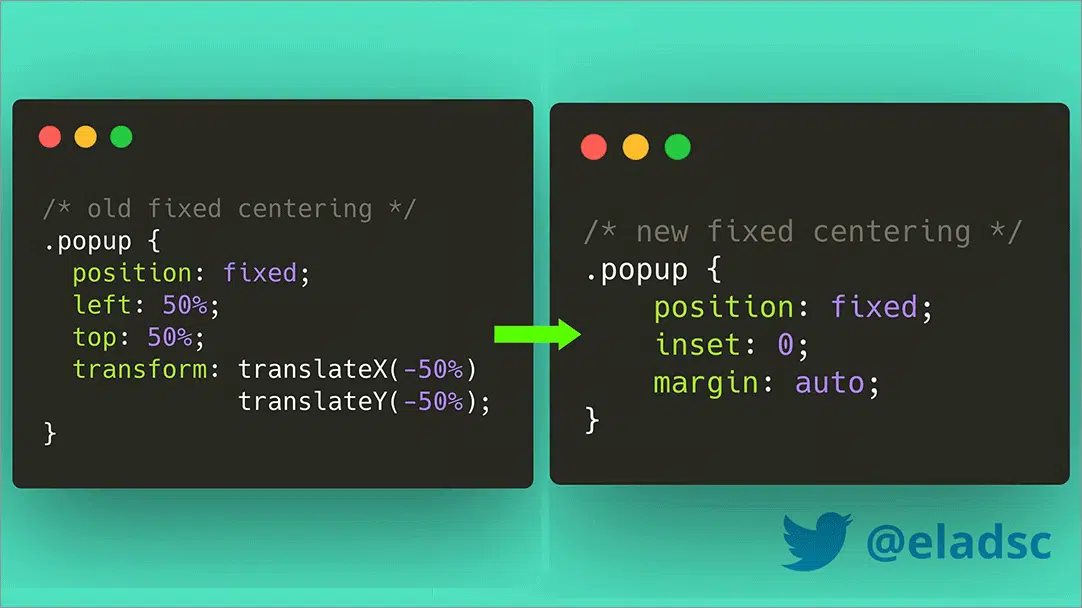 /* old fixed centering */
.popup {
  position: fixed;
  left: 50%;
  top: 50%;
  transform: translateX(-50%)
             translateY(-50%);
}
/* new fixed centering */
.popup {
    position: fixed;
    inset: 0;
    margin: auto;
}
@eladsc